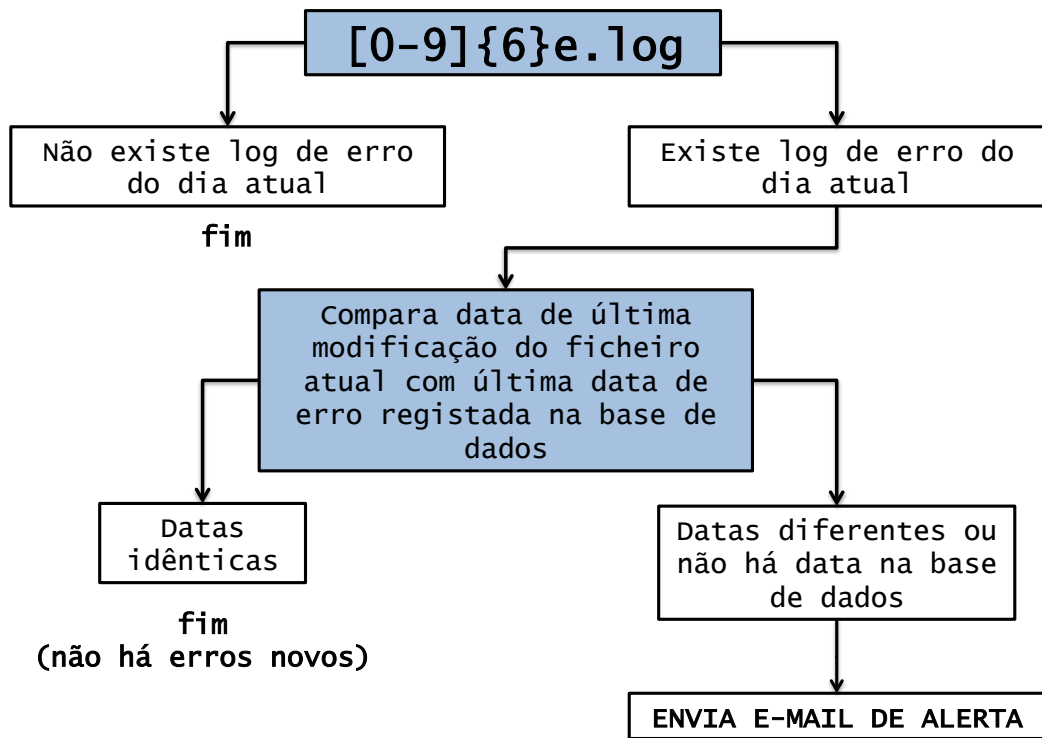 [0-9]{6}e.log
Não existe log de erro
do dia atual
fim
Existe log de erro do
dia atual
Compara data de última
modificação do ficheiro
atual com última data de
erro registada na base de
dados
Datas
idênticas
fim
(não há erros novos)
Datas diferentes ou
não há data na base
de dados
ENVIA E-MAIL DE ALERTA